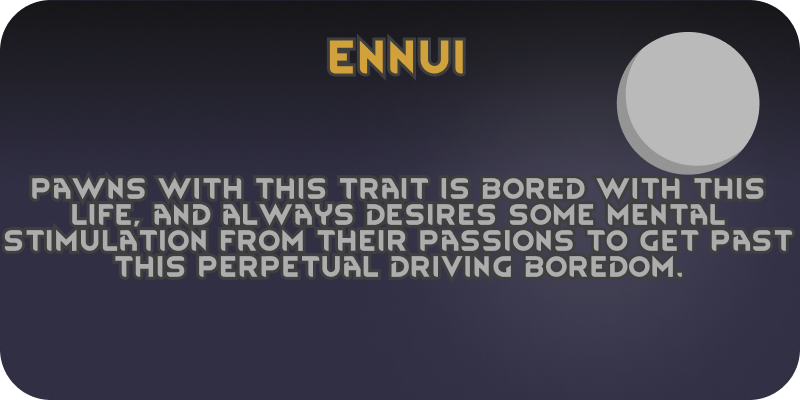 ENNUI
PAWNS WITH THIS TRAIT IS BORED WITH THIS
LIFE, AND ALWAYS DESIRES SOME MENTAL
STIMULATION FROM THEIR PASSIONS TO GET PAST
THIS PERPETUAL DRIVING BOREDOM.